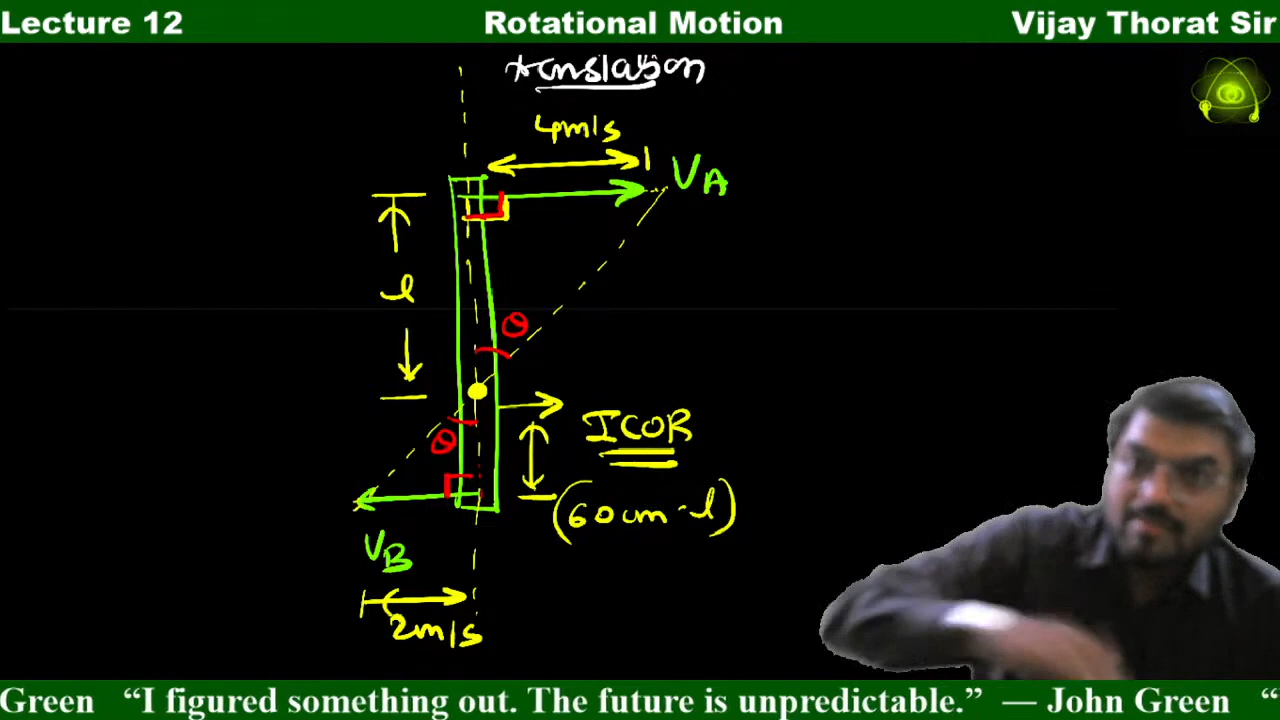 Lecture 12 Rotational Motion Vijay Thorat Sir
translation
4m/s
VA
l
θ
θ
ICOR
(60cm-l)
VB
2m/s
Green “I figured something out. The future is unpredictable.” — John Green “